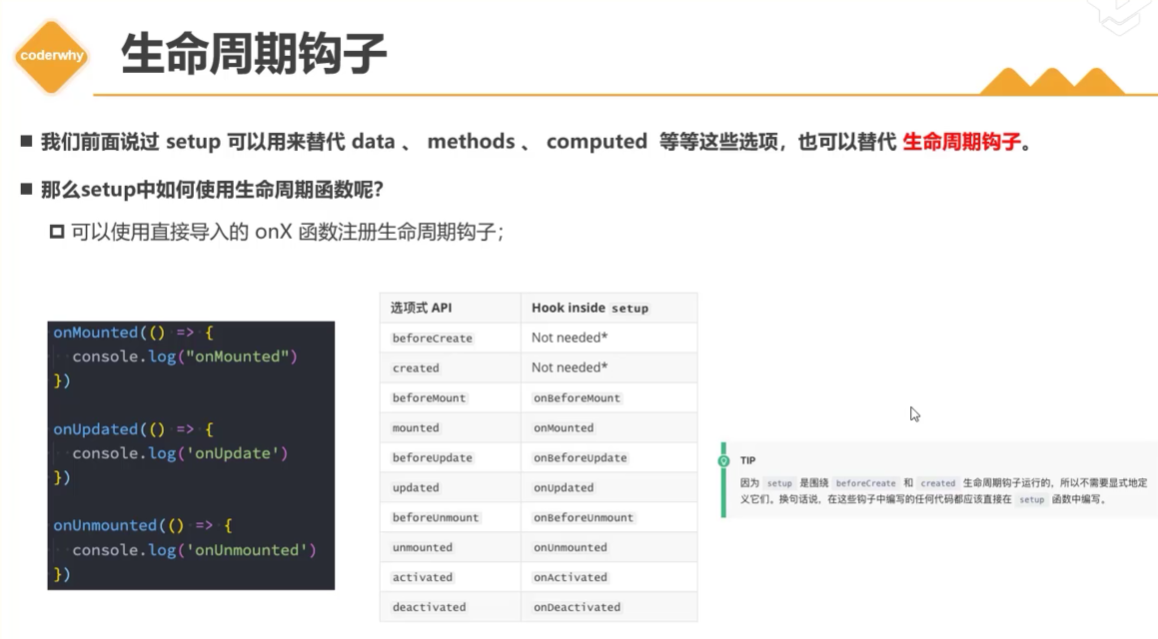 coderwhy
生命周期钩子
我们前面说过 setup 可以用来替代 data 、 methods 、 computed 等等这些选项，也可以替代 生命周期钩子。
那么setup中如何使用生命周期函数呢？
可以使用直接导入的 onX 函数注册生命周期钩子；
onMounted(() => {
console.log("onMounted")
})
onUpdated(() => {
console.log('onUpdate')
})
onUnmounted(() => {
console.log('onUnmounted')
})
选项式 API Hook inside setup
beforeCreate Not needed*
created Not needed*
beforeMount onBeforeMount
mounted onMounted
beforeUpdate onBeforeUpdate
updated onUpdated
beforeUnmount onBeforeUnmount
unmounted onUnmounted
activated onActivated
deactivated onDeactivated
TIP
因为 setup 是围绕 beforeCreate 和 created 生命周期钩子运行的，所以不需要显式地定
义它们。换句话说，在这些钩子中编写的任何代码都应该直接在 setup 函数中编写。